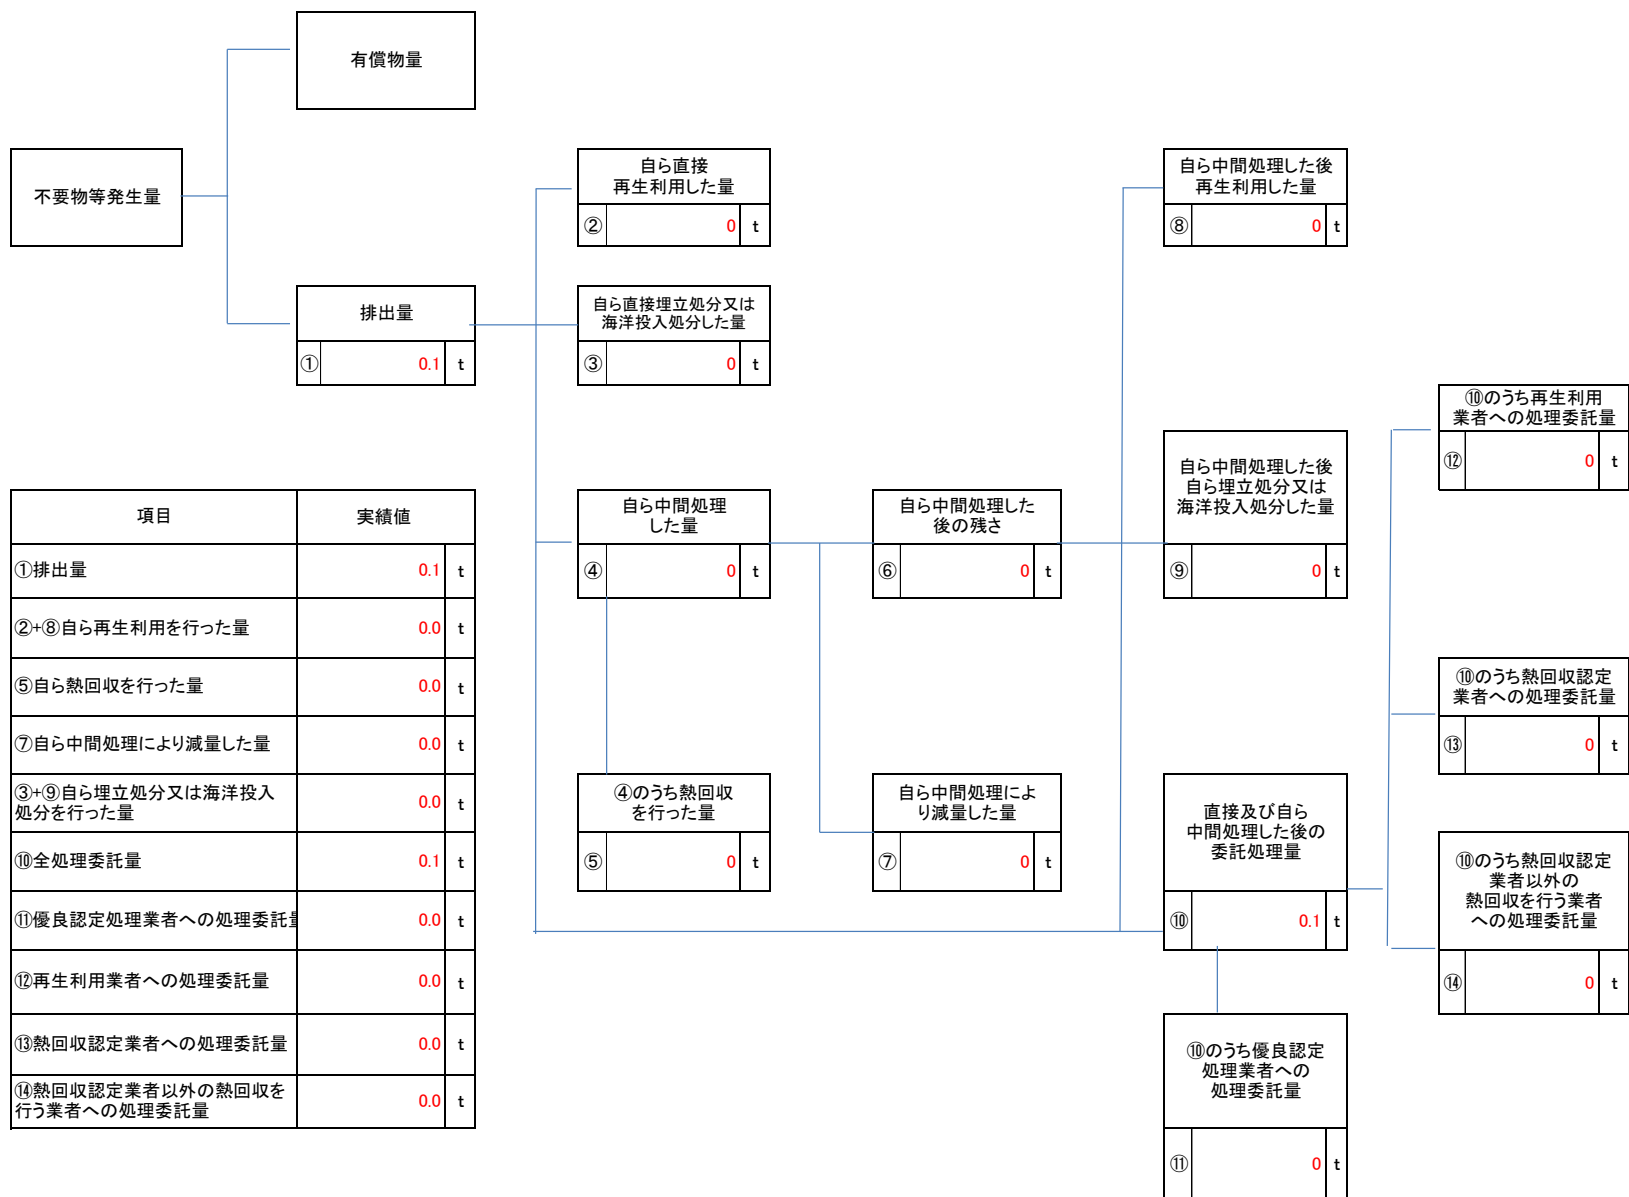 有償物量
不要物等発生量
自ら直接
再生利用した量
② 0 t
自ら中間処理した後
再生利用した量
⑧ 0 t
排出量
① 0.1 t
自ら直接埋立処分又は
海洋投入処分した量
③ 0 t
⑩のうち再生利用
業者への処理委託量
⑫ 0 t
自ら中間処理
した量
④ 0 t
自ら中間処理した
後の残さ
⑥ 0 t
自ら中間処理した後
自ら埋立処分又は
海洋投入処分した量
⑨ 0 t
⑩のうち熱回収認定
業者への処理委託量
⑬ 0 t
④のうち熱回収
を行った量
⑤ 0 t
自ら中間処理によ
り減量した量
⑦ 0 t
直接及び自ら
中間処理した後の
委託処理量
⑩ 0.1 t
⑩のうち熱回収認定
業者以外の
熱回収を行う業者
への処理委託量
⑭ 0 t
⑩のうち優良認定
処理業者への
処理委託量
⑪ 0 t
項目 実績値
①排出量 0.1 t
②+⑧自ら再生利用を行った量 0.0 t
⑤自ら熱回収を行った量 0.0 t
⑦自ら中間処理により減量した量 0.0 t
③+⑨自ら埋立処分又は海洋投入
処分を行った量 0.0 t
⑩全処理委託量 0.1 t
⑪優良認定処理業者への処理委託量 0.0 t
⑫再生利用業者への処理委託量 0.0 t
⑬熱回収認定業者への処理委託量 0.0 t
⑭熱回収認定業者以外の熱回収を
行う業者への処理委託量 0.0 t